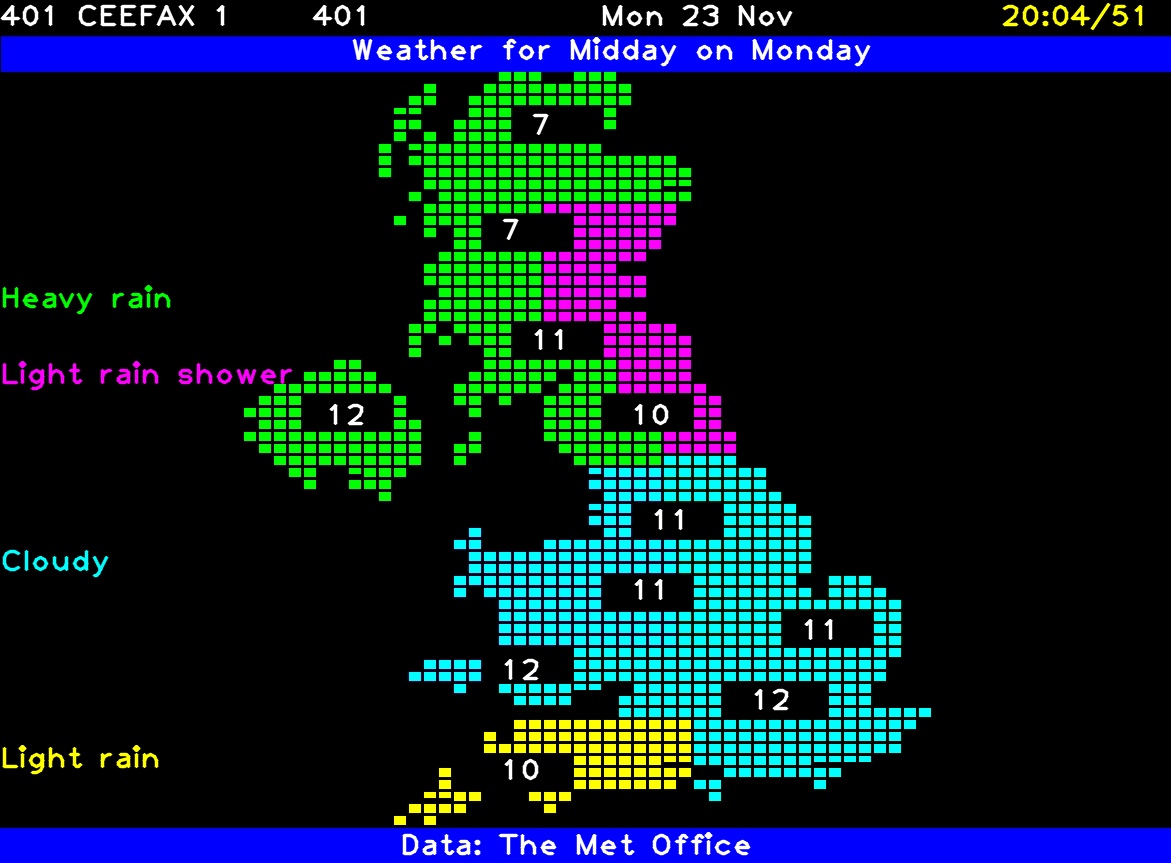 401 CEEFAX 1 401 Mon 23 Nov 20:04/51
Weather for Midday on Monday
7
7
Heavy rain
11
Light rain shower
12 10
11
Cloudy
11
11
12
12
Light rain
10
Data: The Met Office